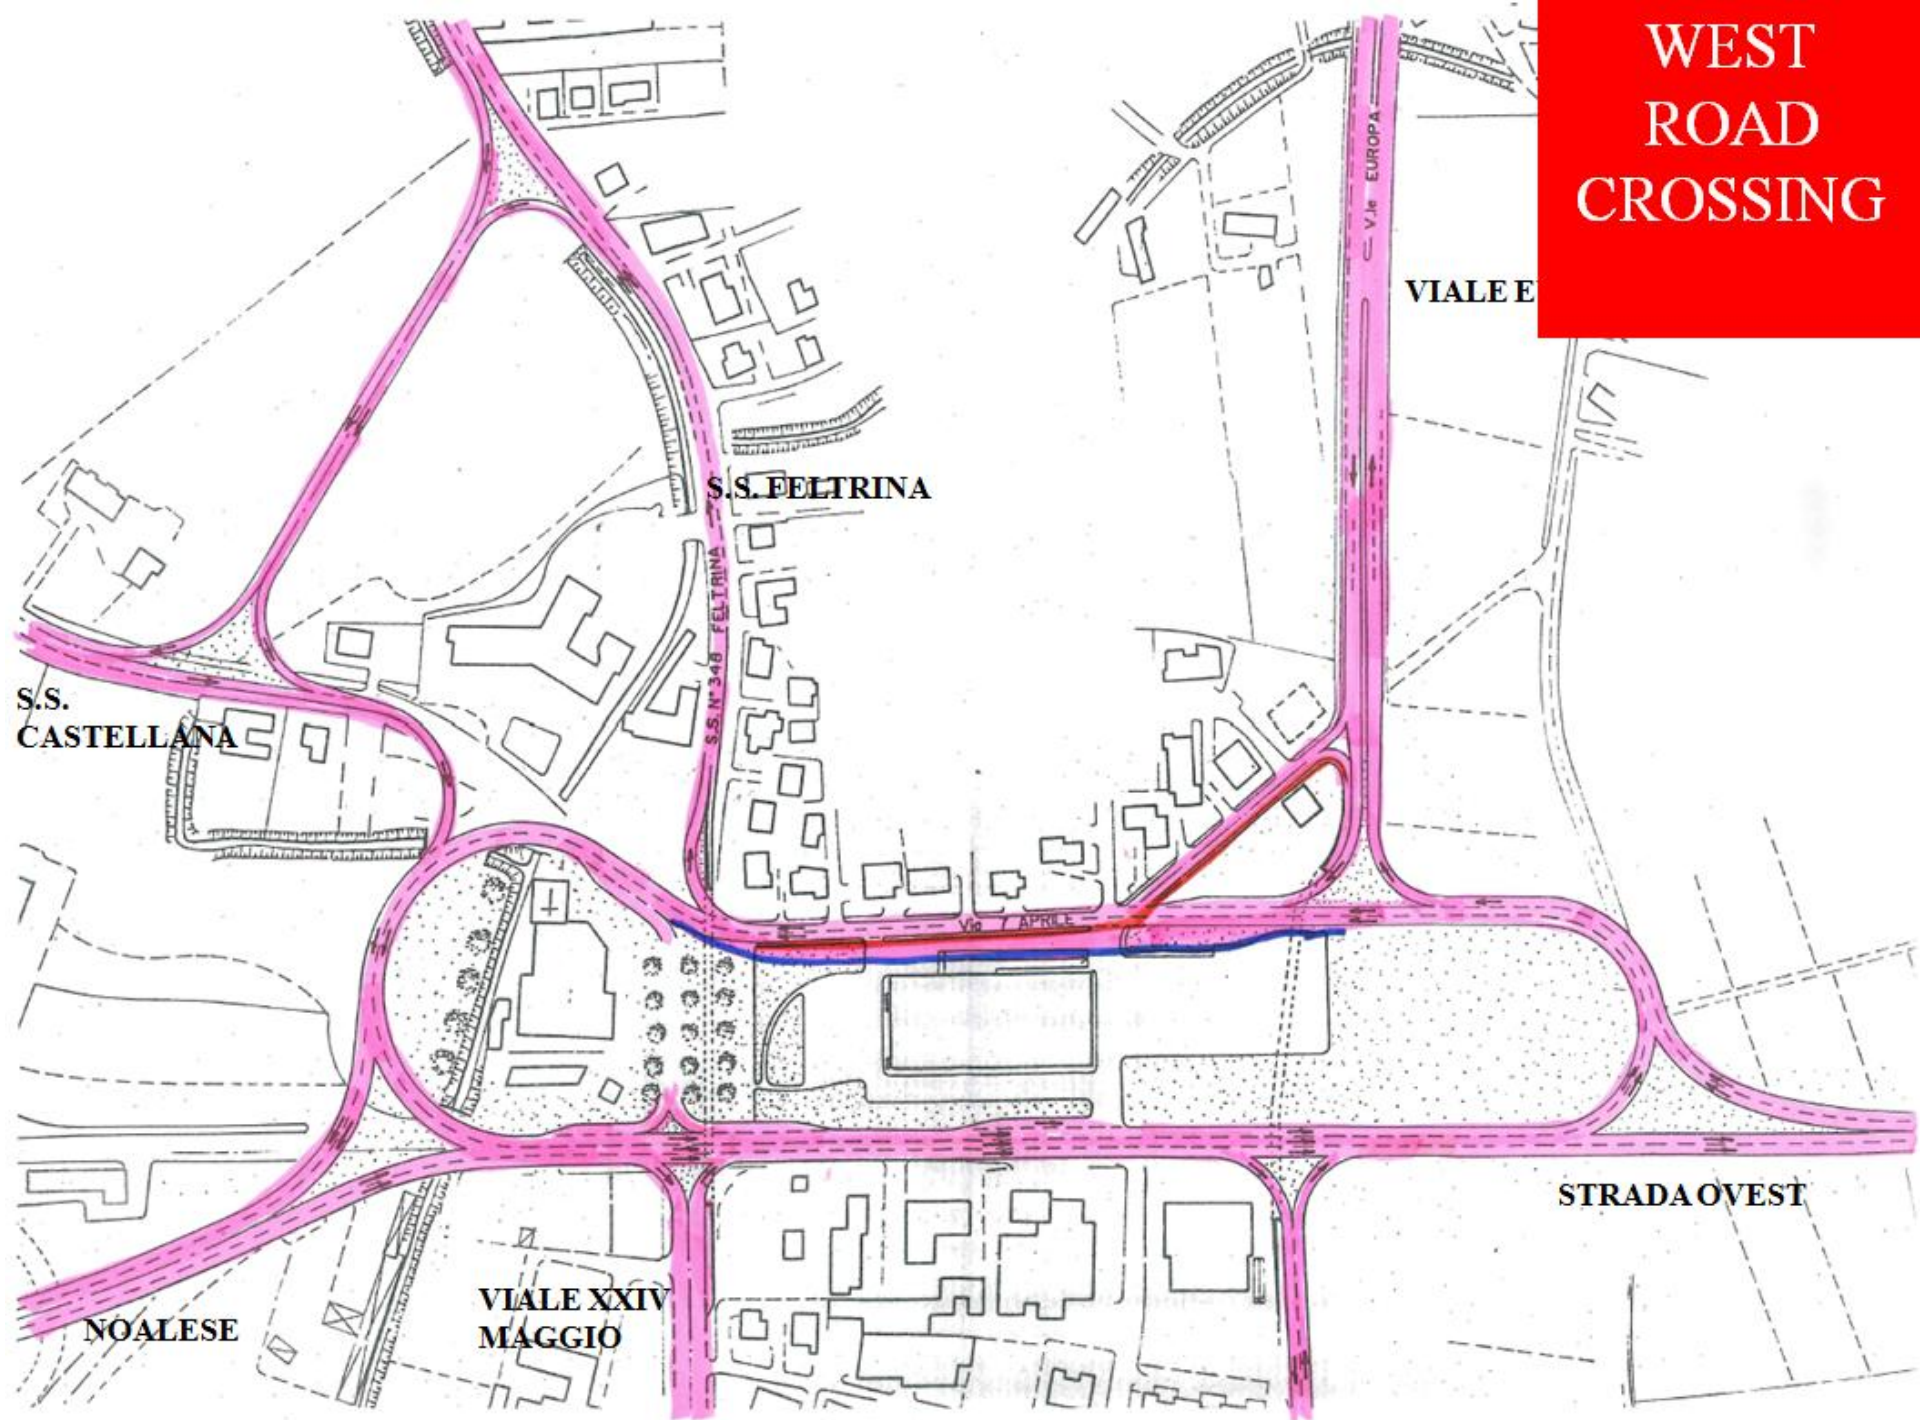 WEST
ROAD
CROSSING
V.le EUROPA
VIALE E
S.S. FELTRINA
S.S. N° 348 FELTRINA
S.S.
CASTELLANA
Via 7 APRILE
STRADA OVEST
VIALE XXIV
MAGGIO
NOALESE